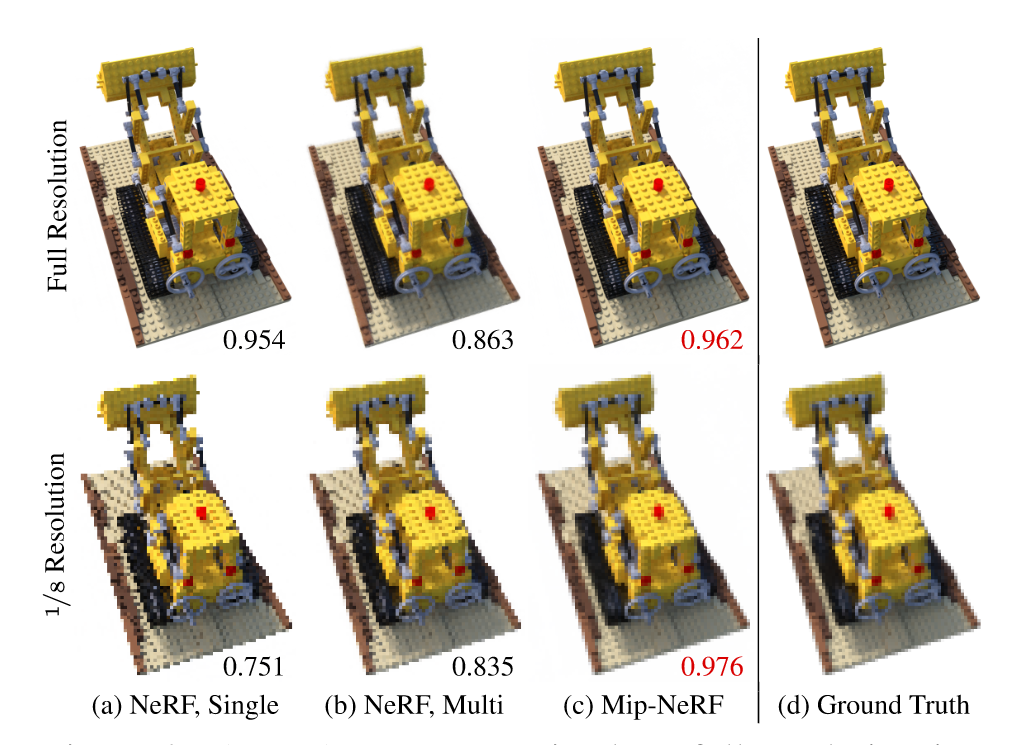 Full Resolution
0.954
0.863
0.962
1/8 Resolution
0.751
0.835
0.976
(a) NeRF, Single
(b) NeRF, Multi
(c) Mip-NeRF
(d) Ground Truth